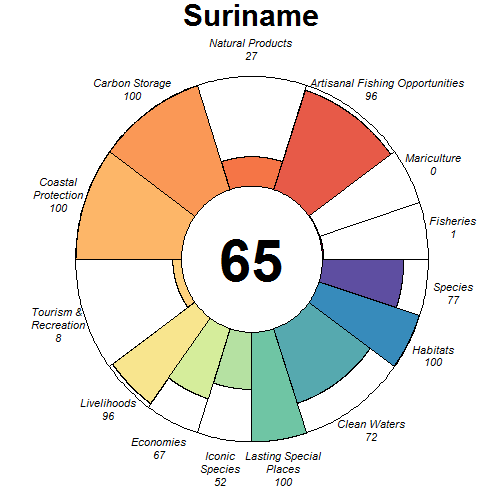 Suriname
Natural Products
27
Carbon Storage
100
Artisanal Fishing Opportunities
96
Mariculture
0
Coastal
Protection
100
Fisheries
1
65
Species
77
Tourism &
Recreation
8
Habitats
100
Livelihoods
96
Clean Waters
72
Economies
67
Iconic
Species
52
Lasting Special
Places
100